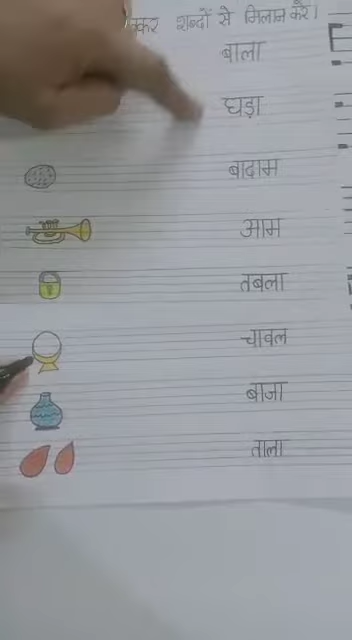 शब्दों से मिलान करें।
बाला
घड़ा
बादाम
आम
तबला
चावल
बाजा
ताला